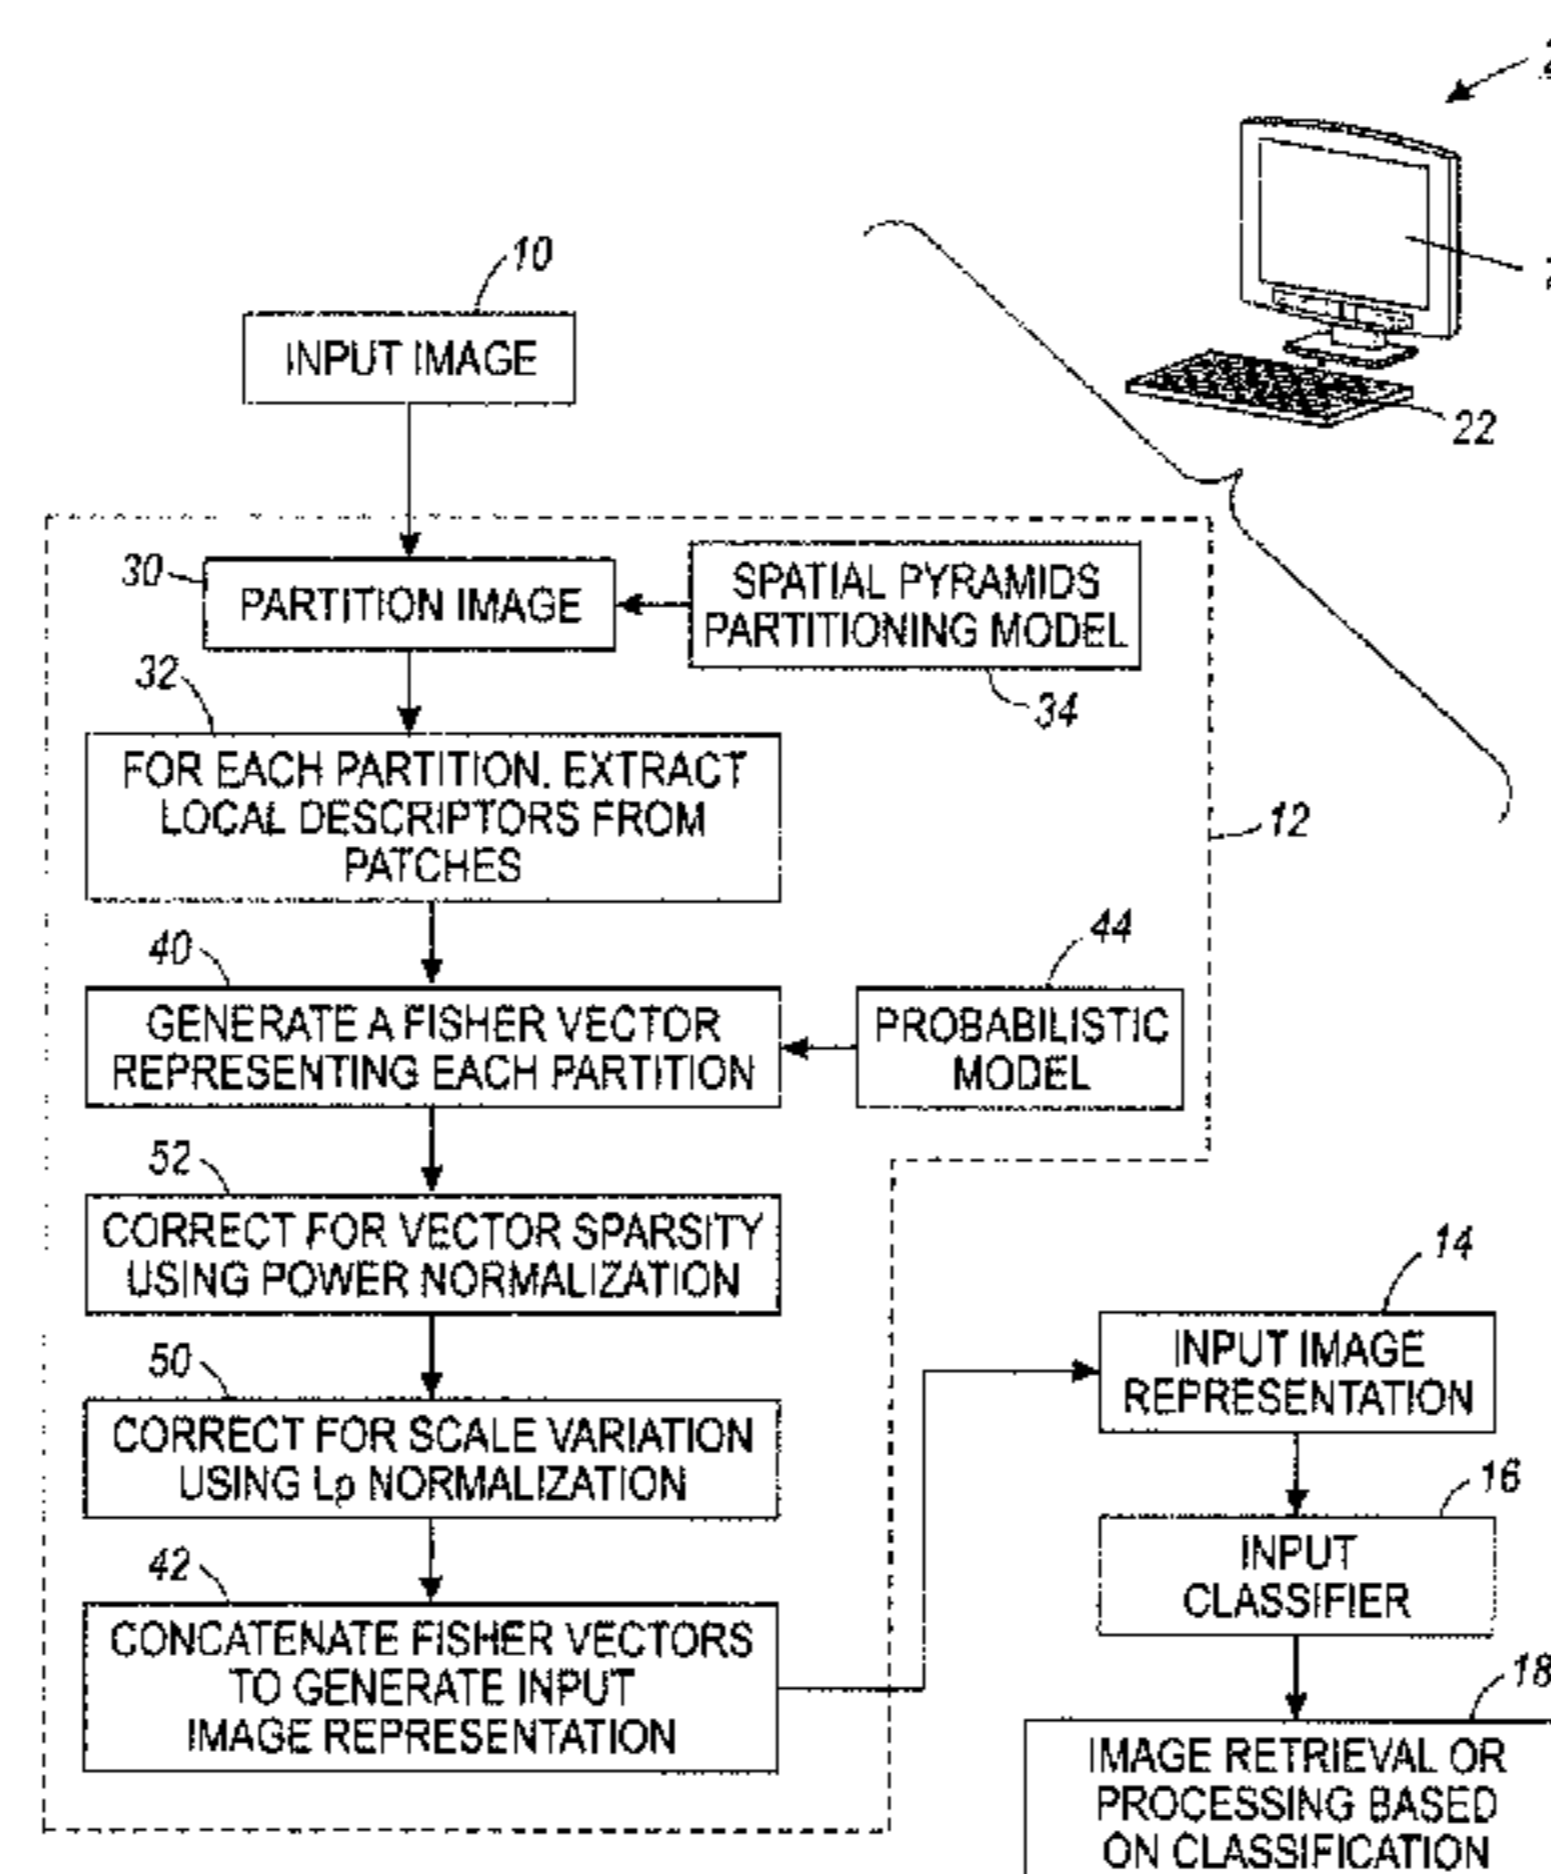 10
INPUT IMAGE
22
30
PARTITION IMAGE
SPATIAL PYRAMIDS
PARTITIONING MODEL
34
32
FOR EACH PARTITION, EXTRACT
LOCAL DESCRIPTORS FROM
PATCHES
12
40
GENERATE A FISHER VECTOR
REPRESENTING EACH PARTITION
44
PROBABILISTIC
MODEL
52
CORRECT FOR VECTOR SPARSITY
USING POWER NORMALIZATION
50
CORRECT FOR SCALE VARIATION
USING Lp NORMALIZATION
42
CONCATENATE FISHER VECTORS
TO GENERATE INPUT
IMAGE REPRESENTATION
14
INPUT IMAGE
REPRESENTATION
16
INPUT
CLASSIFIER
18
IMAGE RETRIEVAL OR
PROCESSING BASED
ON CLASSIFICATION